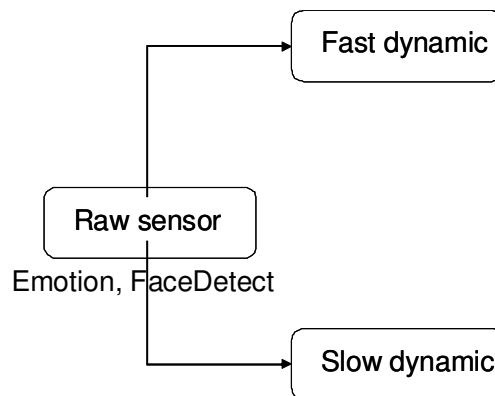 Fast dynamic
Raw sensor
Emotion, FaceDetect
Slow dynamic